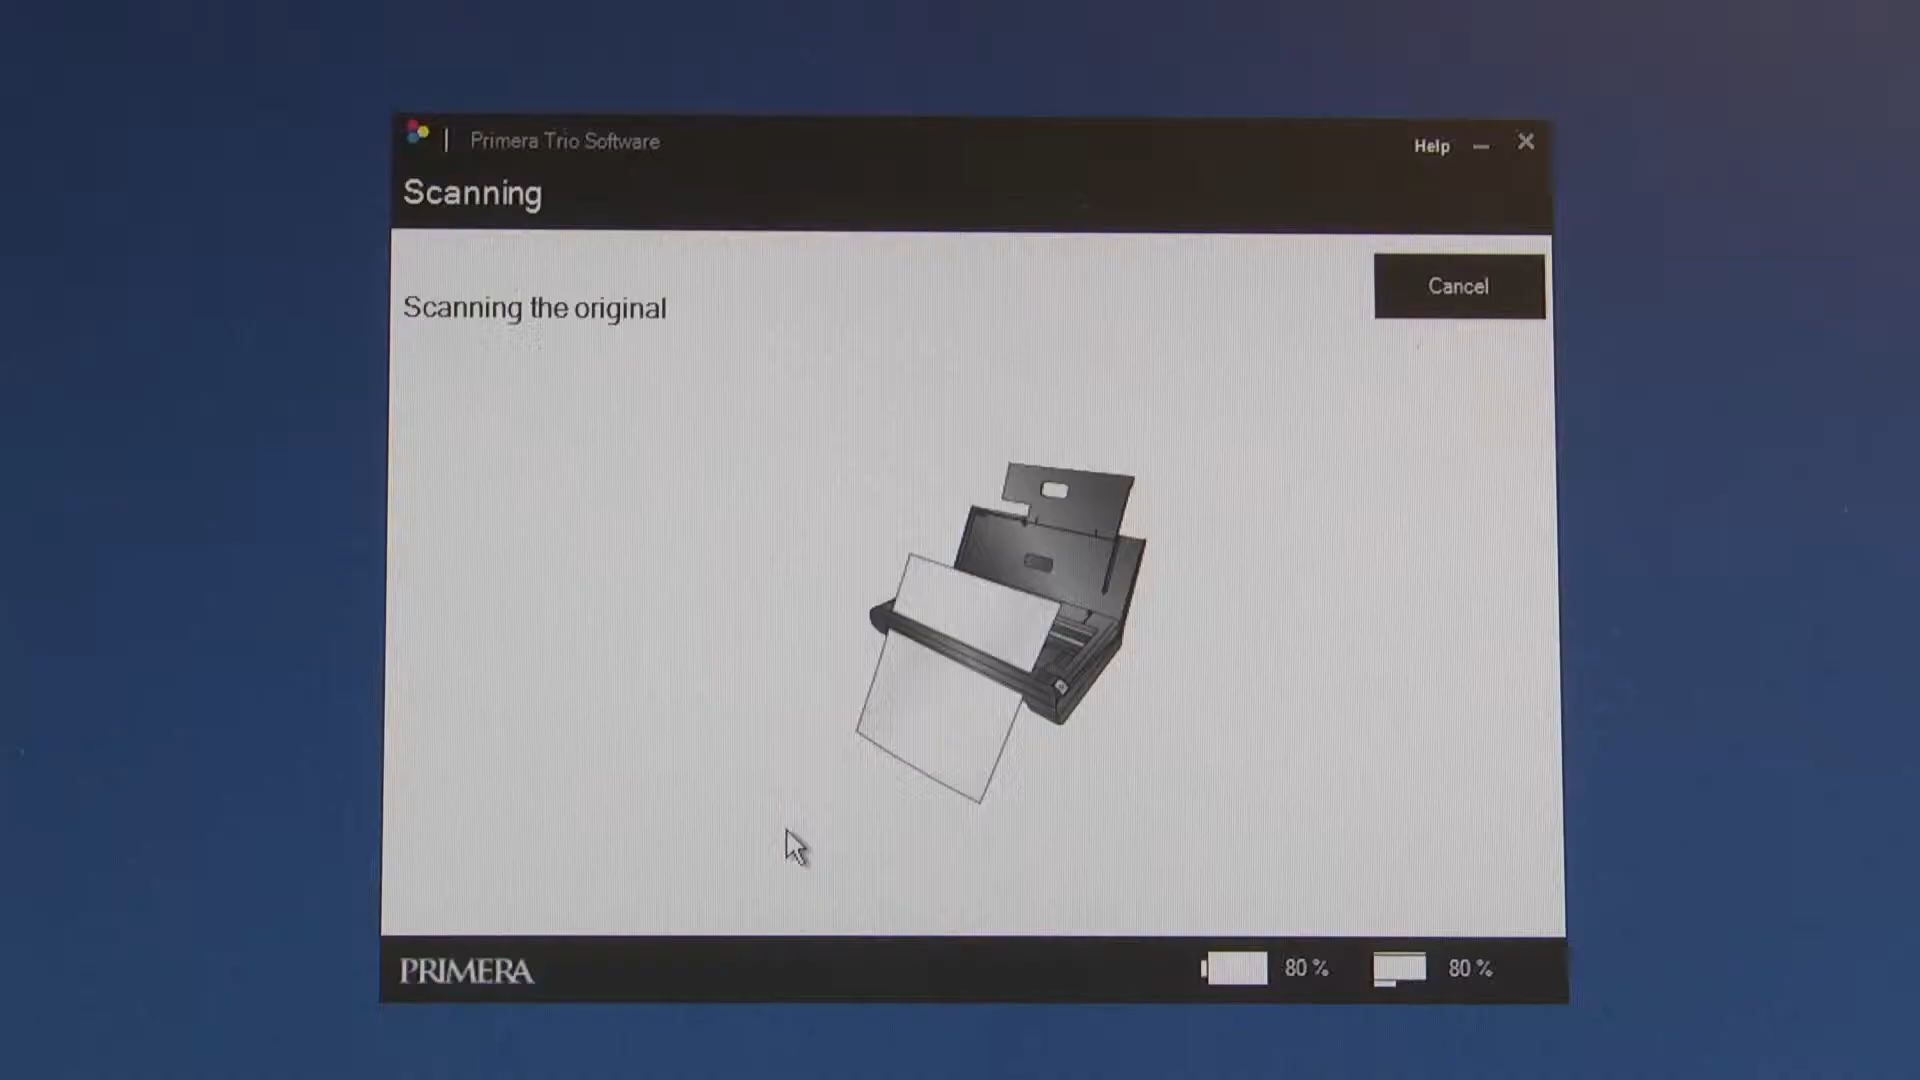 Primera Trio Software
Help
Scanning
Cancel
Scanning the original
PRIMERA
80 %
80 %